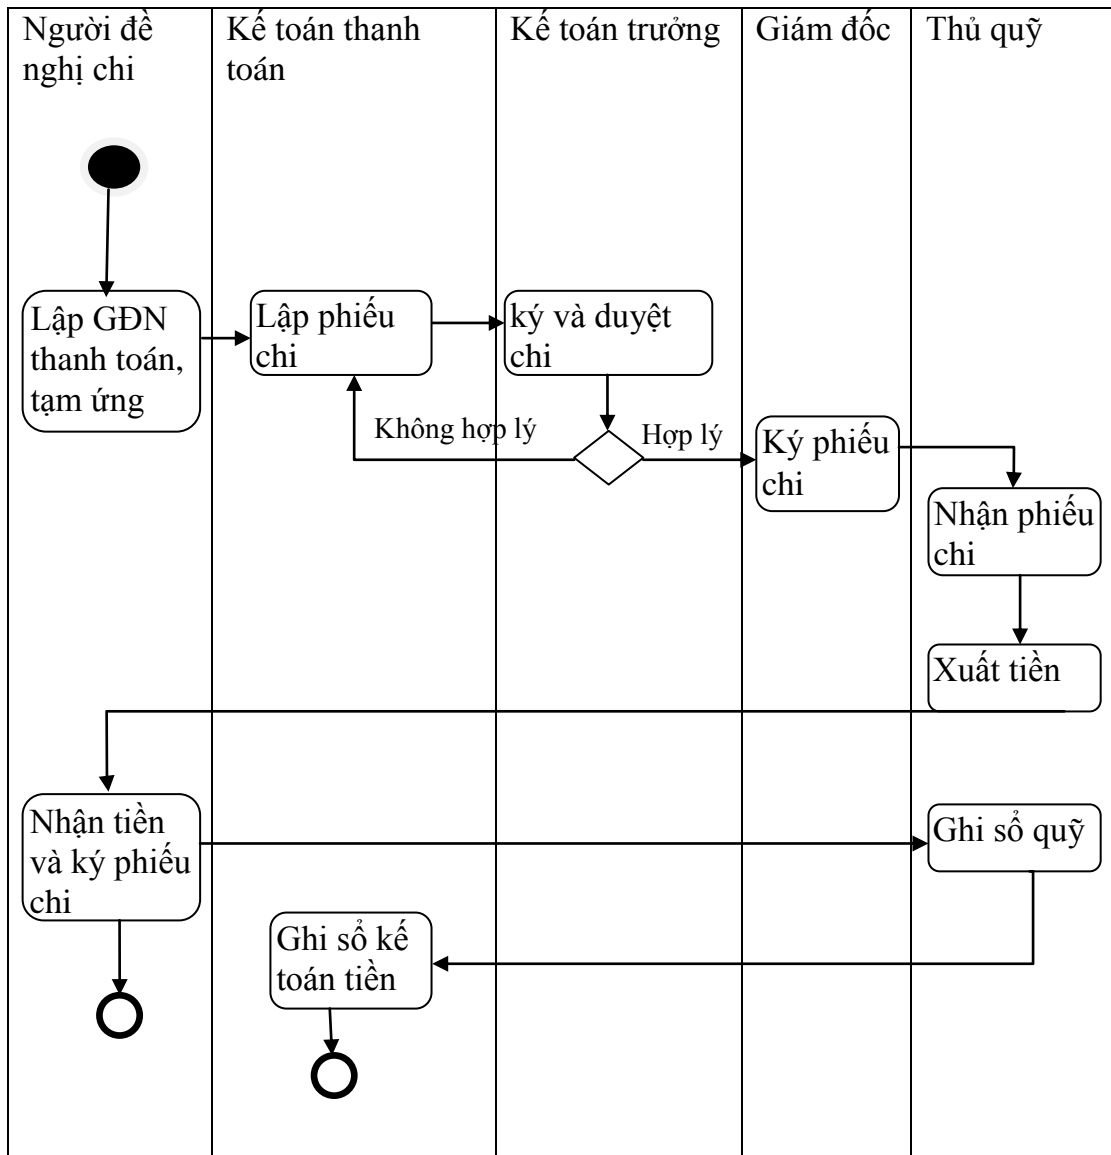 Người đề
nghị chi
Kế toán thanh
toán
Kế toán trưởng
Giám đốc
Thủ quỹ
Lập GĐN
thanh toán,
tạm ứng
Lập phiếu
chi
ký và duyệt
chi
Không hợp lý
Hợp lý
Ký phiếu
chi
Nhận phiếu
chi
Xuất tiền
Nhận tiền
và ký phiếu
chi
Ghi sổ quỹ
Ghi sổ kế
toán tiền